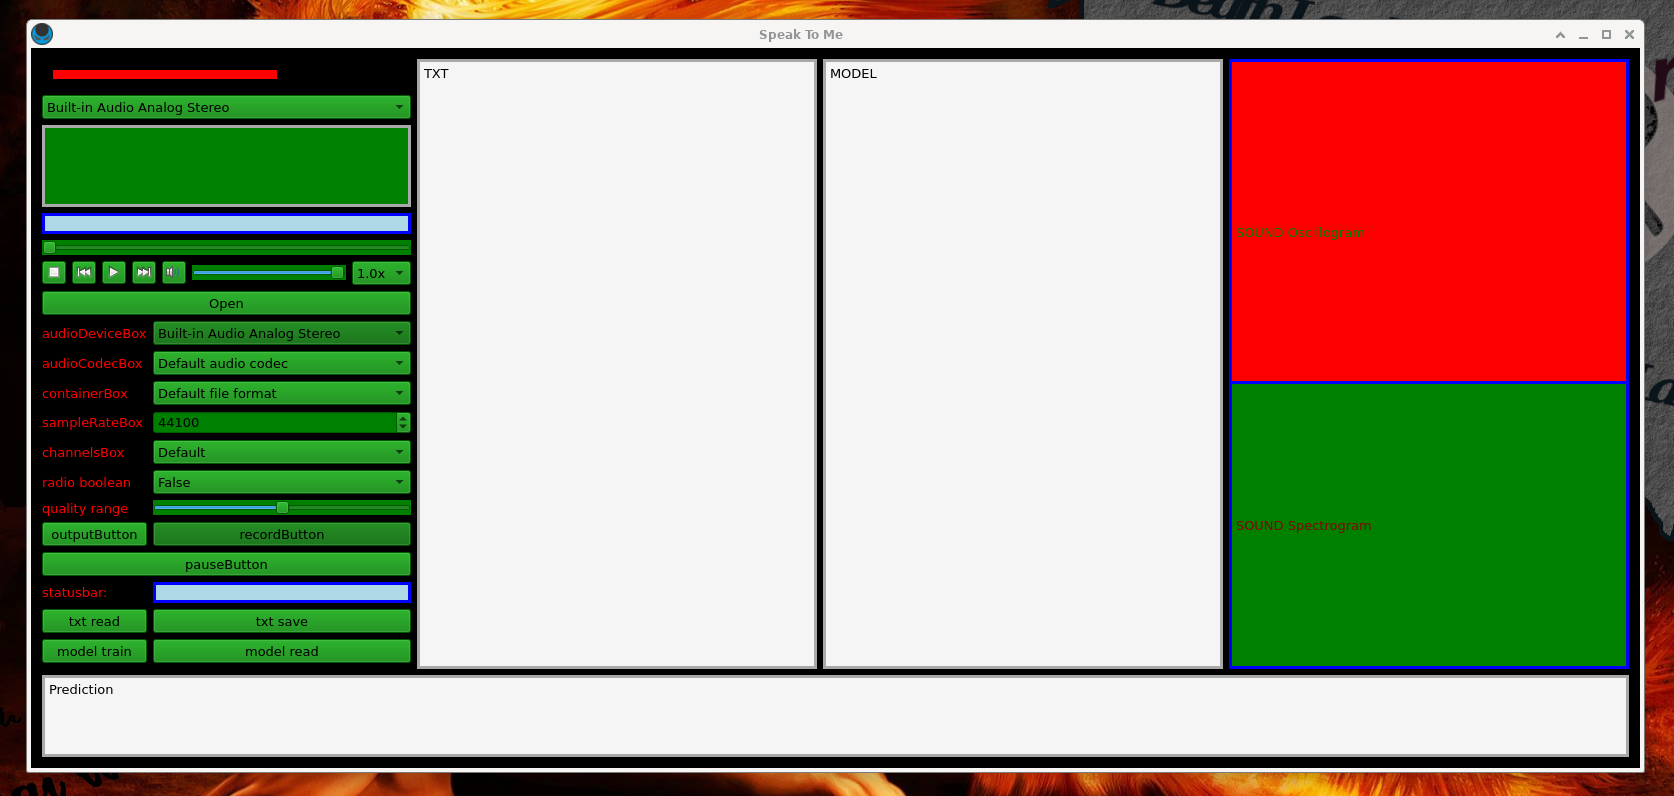 Speak To Me
Built-in Audio Analog Stereo
1.0x
Open
audioDeviceBox Built-in Audio Analog Stereo
audioCodecBox Default audio codec
containerBox Default file format
sampleRateBox 44100
channelsBox Default
radio boolean False
quality range
outputButton recordButton
pauseButton
statusbar:
txt read txt save
model train model read
TXT
MODEL
SOUND Oscillogram
SOUND Spectrogram
Prediction